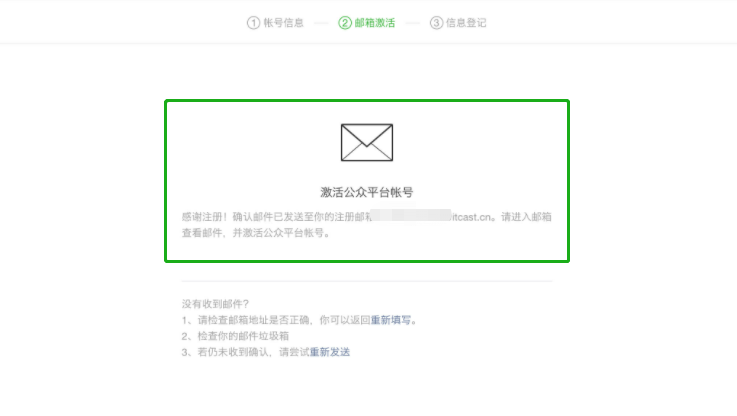 ① 帐号信息 ② 邮箱激活 ③ 信息登记
激活公众平台帐号
感谢注册！确认邮件已发送至你的注册邮箱 itcast.cn。请进入邮箱
查看邮件，并激活公众平台帐号。
没有收到邮件？
1、请检查邮箱地址是否正确，你可以返回重新填写。
2、检查你的邮件垃圾箱
3、若仍未收到确认，请尝试重新发送